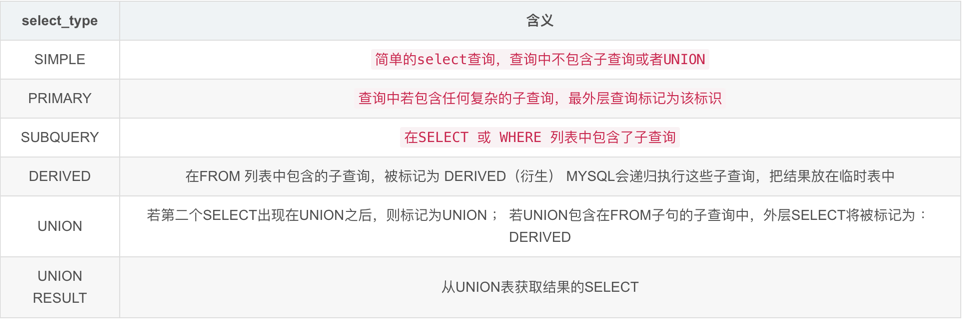 select_type 含义
SIMPLE 简单的select查询，查询中不包含子查询或者UNION
PRIMARY 查询中若包含任何复杂的子查询，最外层查询标记为该标识
SUBQUERY 在SELECT 或 WHERE 列表中包含了子查询
DERIVED 在FROM 列表中包含的子查询，被标记为 DERIVED（衍生） MYSQL会递归执行这些子查询，把结果放在临时表中
UNION 若第二个SELECT出现在UNION之后，则标记为UNION ； 若UNION包含在FROM子句的子查询中，外层SELECT将被标记为 ：
DERIVED
UNION
RESULT
从UNION表获取结果的SELECT